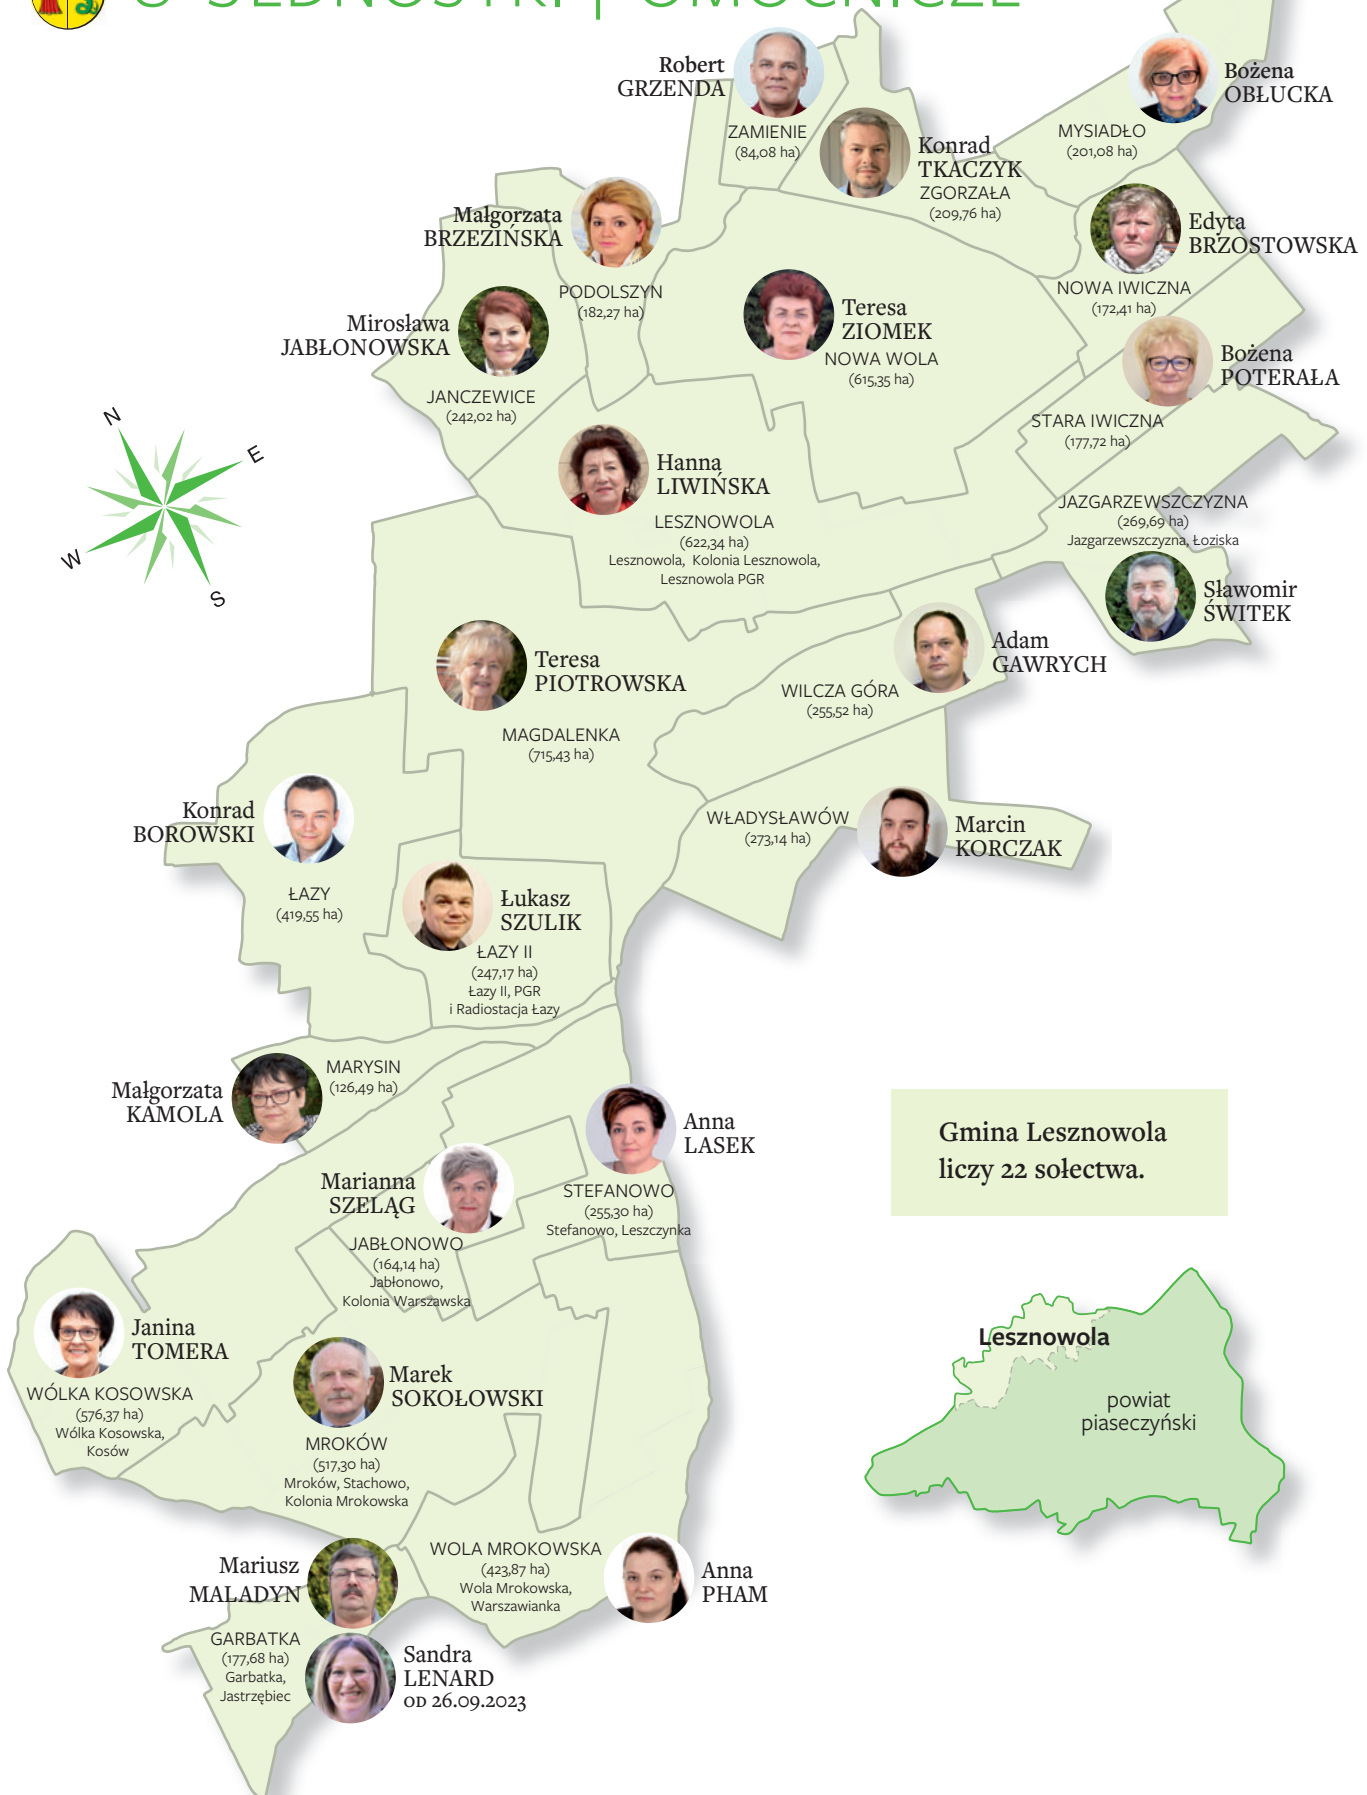 Robert
GRZENDA
ZAMIENIE
(84,08 ha)
Konrad
TKACZYK
ZGORZAŁA
(209,76 ha)
Bożena
OBŁUCKA
MYSIADŁO
(201,08 ha)
Małgorzata
BRZEZIŃSKA
PODOLSZYN
(182,27 ha)
Edyta
BRZOSTOWSKA
NOWA IWICZNA
(172,41 ha)
Mirosława
JABŁONOWSKA
JANCZEWICE
(242,02 ha)
Teresa
ZIOMEK
NOWA WOLA
(615,35 ha)
Bożena
POTERAŁA
STARA IWICZNA
(177,72 ha)
N
E
W
S
Hanna
LIWIŃSKA
LESZNOWOLA
(622,34 ha)
Lesznowola, Kolonia Lesznowola,
Lesznowola PGR
JAZGARZEWSZCZYZNA
(269,69 ha)
Jazgarzewszczyzna, Łoziska
Sławomir
ŚWITEK
Teresa
PIOTROWSKA
MAGDALENKA
(715,43 ha)
Adam
GAWRYCH
WILCZA GÓRA
(255,52 ha)
Konrad
BOROWSKI
ŁAZY
(419,55 ha)
WŁADYSŁAWÓW
(273,14 ha)
Marcin
KORCZAK
Łukasz
SZULIK
ŁAZY II
(247,17 ha)
Łazy II, PGR
i Radiostacja Łazy
Małgorzata
KAMOLA
MARYSIN
(126,49 ha)
Anna
LASEK
STEFANOWO
(255,30 ha)
Stefanowo, Leszczynka
Gmina Lesznowola
liczy 22 sołectwa.
Marianna
SZELĄG
JABŁONOWO
(164,14 ha)
Jabłonowo,
Kolonia Warszawska
Janina
TOMERA
WÓLKA KOSOWSKA
(576,37 ha)
Wólka Kosowska,
Kosów
Marek
SOKOŁOWSKI
MROKÓW
(517,30 ha)
Mroków, Stachowo,
Kolonia Mrokowska
Lesznowola
powiat
piaseczyński
Mariusz
MALADYN
GARBATKA
(177,68 ha)
Garbatka,
Jastrzębiec
WOLA MROKOWSKA
(423,87 ha)
Wola Mrokowska,
Warszawianka
Anna
PHAM
Sandra
LENARD
OD 26.09.2023